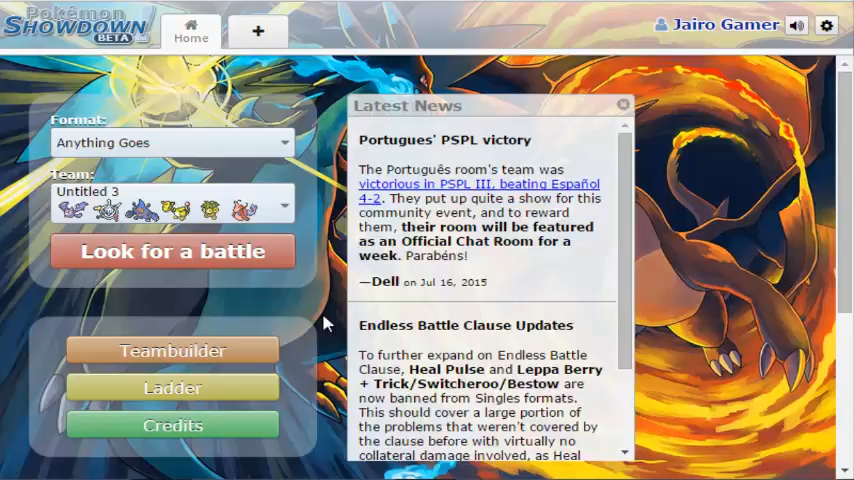 Pokémon
SHOWDOWN
BETA
Home
+
Jairo Gamer
Format:
Anything Goes
Team:
Untitled 3
Look for a battle
Teambuilder
Ladder
Credits
Latest News
Portugues' PSPL victory
The Português room's team was
victorious in PSPL III, beating Español
4-2. They put up quite a show for this
community event, and to reward
them, their room will be featured
as an Official Chat Room for a
week. Parabéns!
—Dell on Jul 16, 2015
Endless Battle Clause Updates
To further expand on Endless Battle
Clause, Heal Pulse and Leppa Berry
+ Trick/Switcheroo/Bestow are
now banned from Singles formats.
This should cover a large portion of
the problems that weren't covered by
the clause before with virtually no
collateral damage involved, as Heal